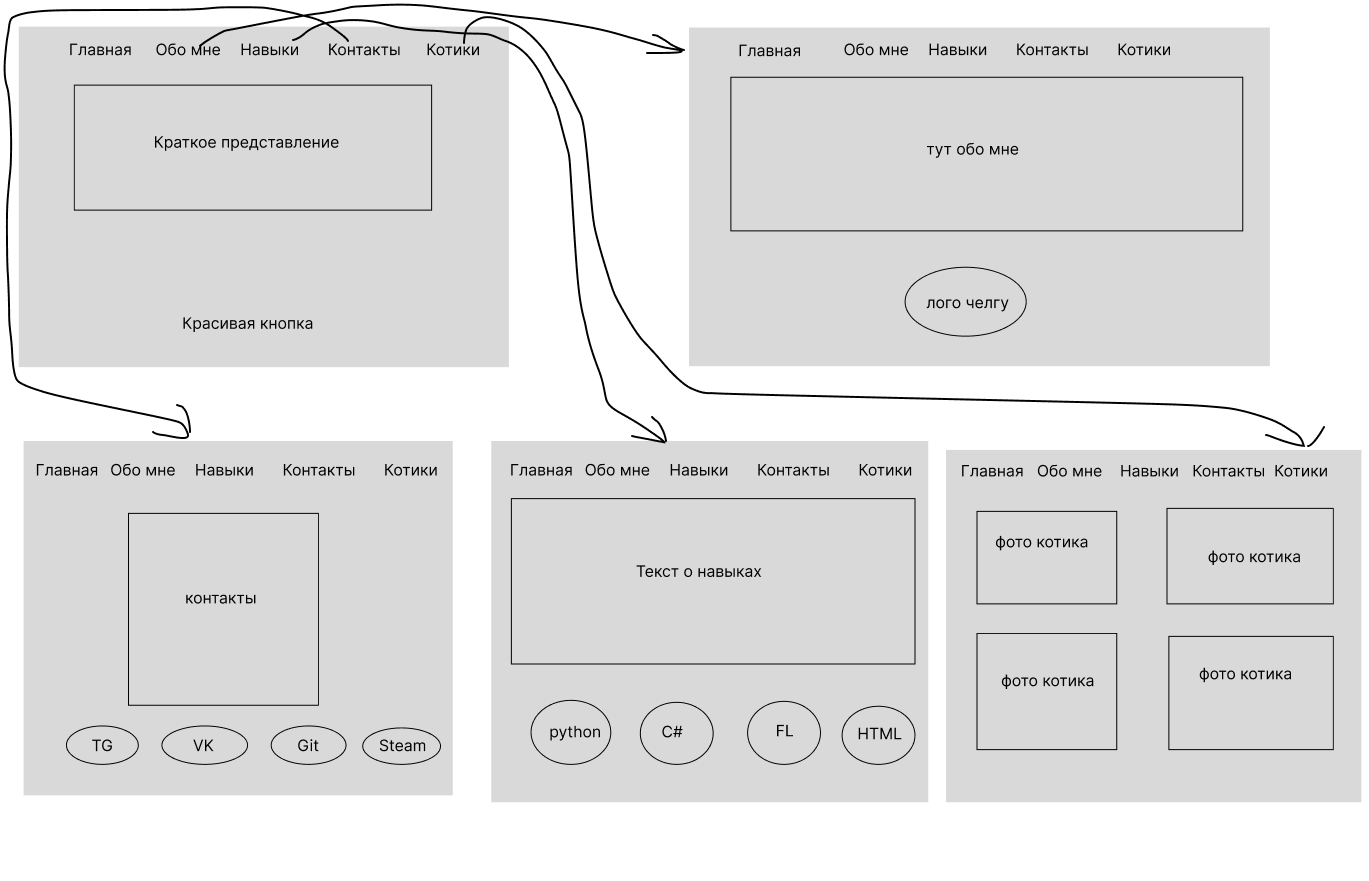 Главная Обо мне Навыки Контакты Котики
Краткое представление
Красивая кнопка
Главная Обо мне Навыки Контакты Котики
тут обо мне
лого челгу
Главная Обо мне Навыки Контакты Котики
контакты
TG VK Git Steam
Главная Обо мне Навыки Контакты Котики
Текст о навыках
python C# FL HTML
Главная Обо мне Навыки Контакты Котики
фото котика фото котика
фото котика фото котика